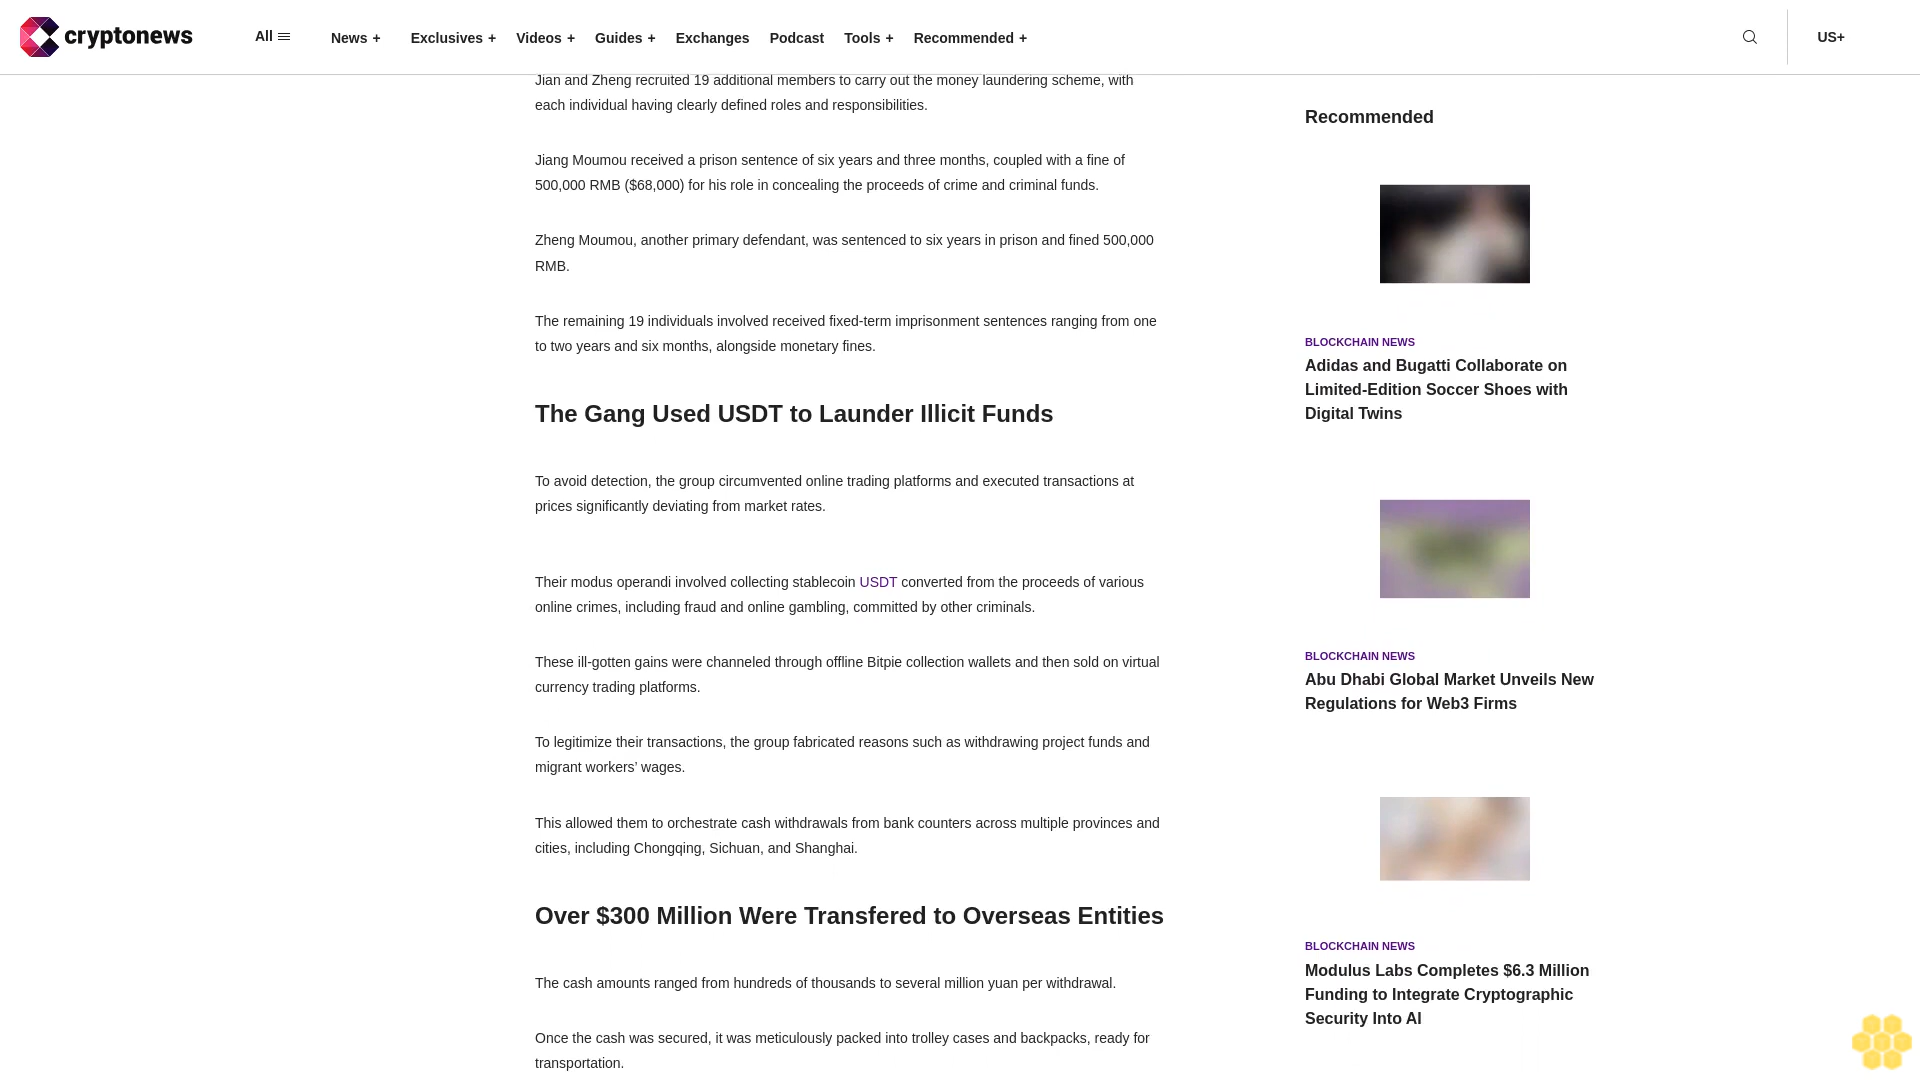 cryptonews
All
News +
Exclusives +
Videos +
Guides +
Exchanges
Podcast
Tools +
Recommended +
US+
Jian and Zheng recruited 19 additional members to carry out the money laundering scheme, with
each individual having clearly defined roles and responsibilities.
Jiang Moumou received a prison sentence of six years and three months, coupled with a fine of
500,000 RMB ($68,000) for his role in concealing the proceeds of crime and criminal funds.
Zheng Moumou, another primary defendant, was sentenced to six years in prison and fined 500,000
RMB.
The remaining 19 individuals involved received fixed-term imprisonment sentences ranging from one
to two years and six months, alongside monetary fines.
The Gang Used USDT to Launder Illicit Funds
To avoid detection, the group circumvented online trading platforms and executed transactions at
prices significantly deviating from market rates.
Their modus operandi involved collecting stablecoin USDT converted from the proceeds of various
online crimes, including fraud and online gambling, committed by other criminals.
These ill-gotten gains were channeled through offline Bitpie collection wallets and then sold on virtual
currency trading platforms.
To legitimize their transactions, the group fabricated reasons such as withdrawing project funds and
migrant workers’ wages.
This allowed them to orchestrate cash withdrawals from bank counters across multiple provinces and
cities, including Chongqing, Sichuan, and Shanghai.
Over $300 Million Were Transfered to Overseas Entities
The cash amounts ranged from hundreds of thousands to several million yuan per withdrawal.
Once the cash was secured, it was meticulously packed into trolley cases and backpacks, ready for
transportation.
Recommended
BLOCKCHAIN NEWS
Adidas and Bugatti Collaborate on
Limited-Edition Soccer Shoes with
Digital Twins
BLOCKCHAIN NEWS
Abu Dhabi Global Market Unveils New
Regulations for Web3 Firms
BLOCKCHAIN NEWS
Modulus Labs Completes $6.3 Million
Funding to Integrate Cryptographic
Security Into AI